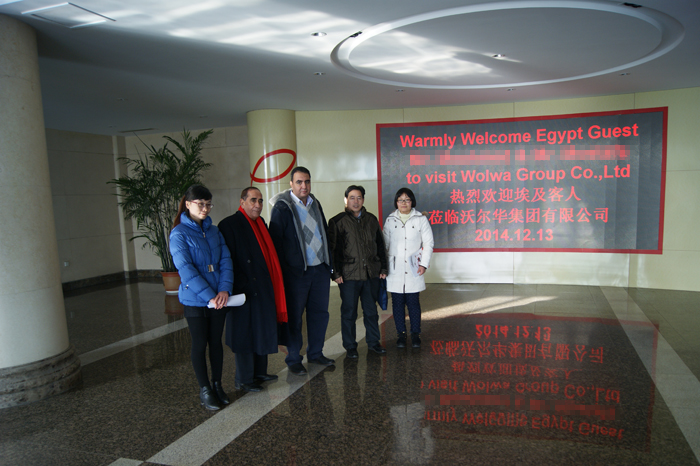 Warmly Welcome Egypt Guest
to visit Wolwa Group Co.,Ltd
热烈欢迎埃及客人
莅临沃尔华集团有限公司
2014.12.13